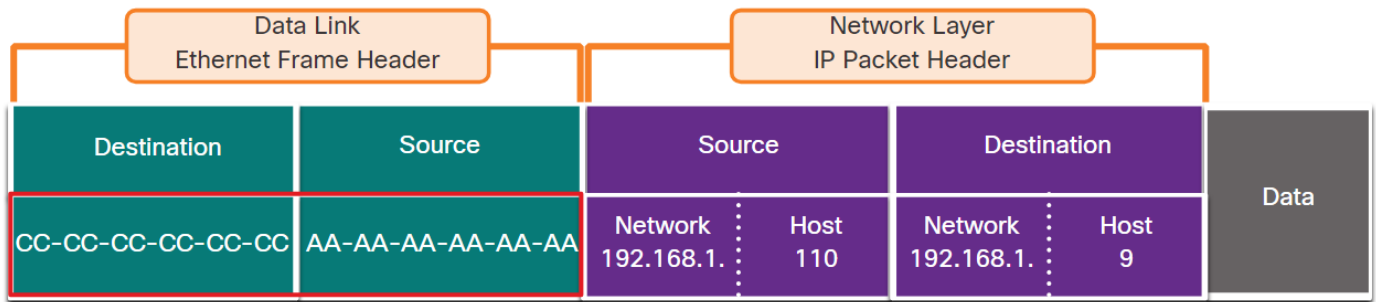 Data Link
Ethernet Frame Header
Network Layer
IP Packet Header
Destination
Source
Source
Destination
Data
CC-CC-CC-CC-CC-CC
AA-AA-AA-AA-AA-AA
Network
192.168.1.
Host
110
Network
192.168.1.
Host
9